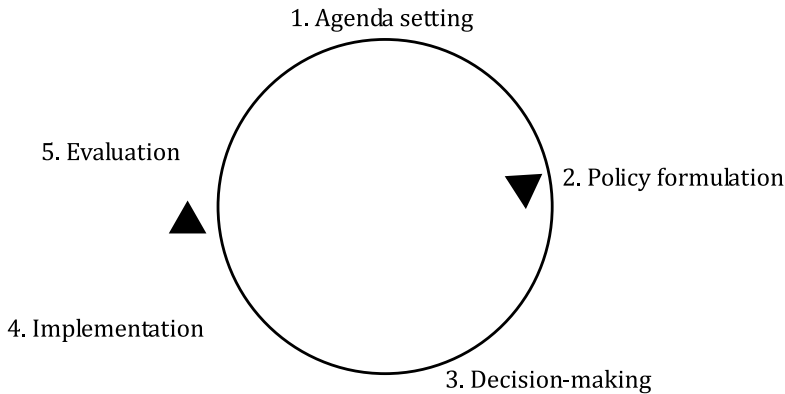 1. Agenda setting
2. Policy formulation
3. Decision-making
4. Implementation
5. Evaluation